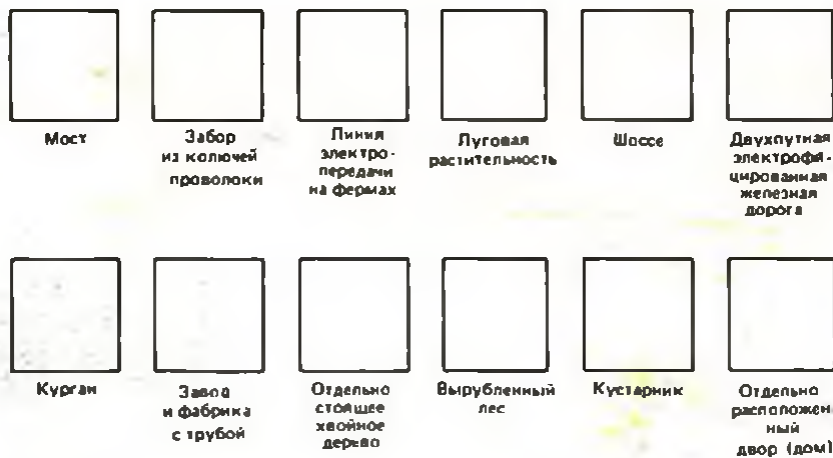 Мост
Забор
из колючей
проволоки
Линия
электро-
передачи
на фермах
Луговая
растительность
Шоссе
Двухпутная
электрофи-
цированная
железная
дорога
Курган
Завод
и фабрика
с трубой
Отдельно
стоящее
хвойное
дерево
Вырубленный
лес
Кустарник
Отдельно
расположен
ный
двор (дом)